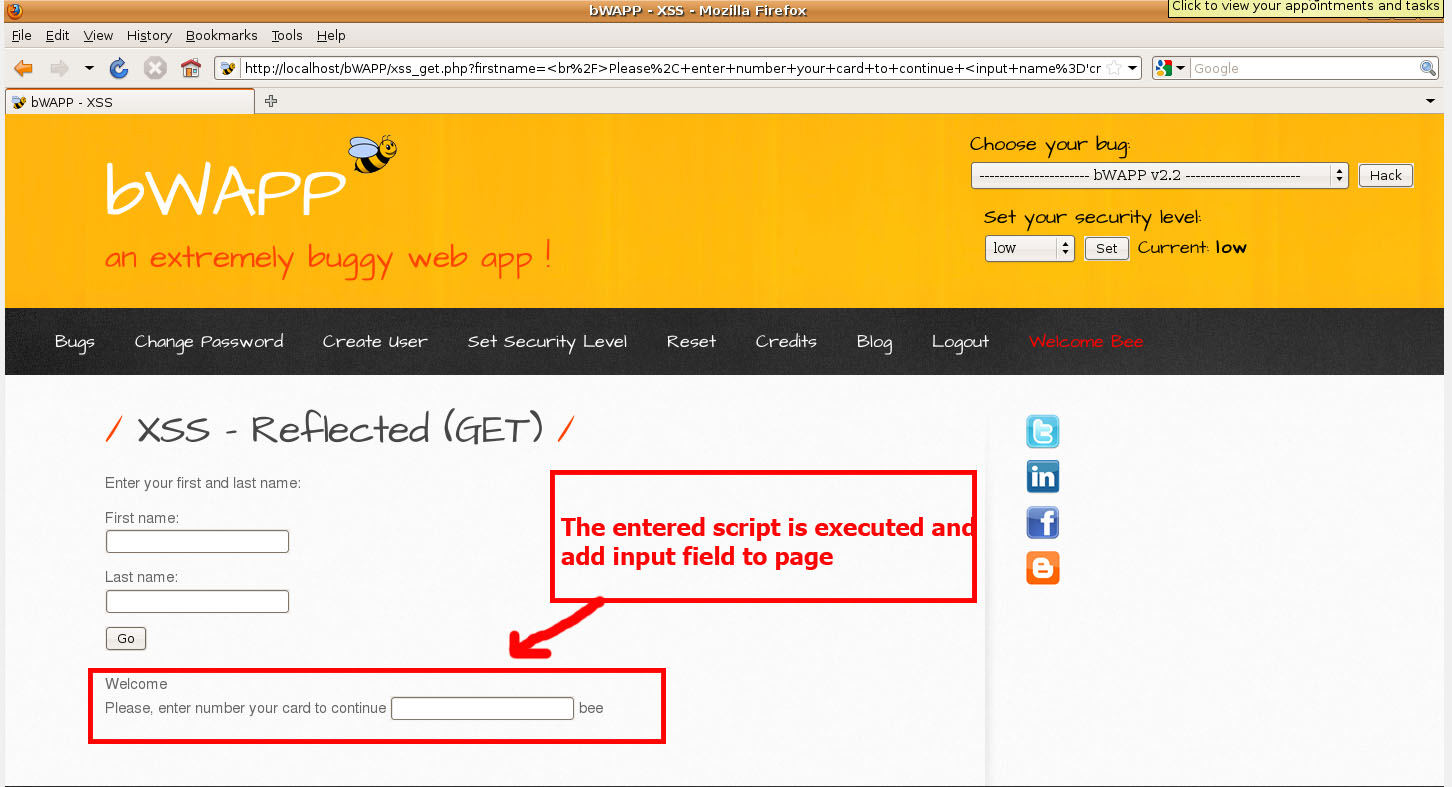 bWAPP - XSS - Mozilla Firefox
Click to view your appointments and tasks
File Edit View History Bookmarks Tools Help
http://localhost/bWAPP/xss_get.php?firstname=<br%2F>Please%2C+enter+number+your+card+to+continue+<input+name%3D'cr
Google
bWAPP - XSS
bWAPP
an extremely buggy web app !
Choose your bug:
---------------------- bWAPP v2.2 -----------------------
Hack
Set your security level:
low
Set
Current: low
Bugs Change Password Create User Set Security Level Reset Credits Blog Logout Welcome Bee
/ XSS - Reflected (GET) /
Enter your first and last name:
First name:
Last name:
Go
The entered script is executed and
add input field to page
Welcome
Please, enter number your card to continue bee